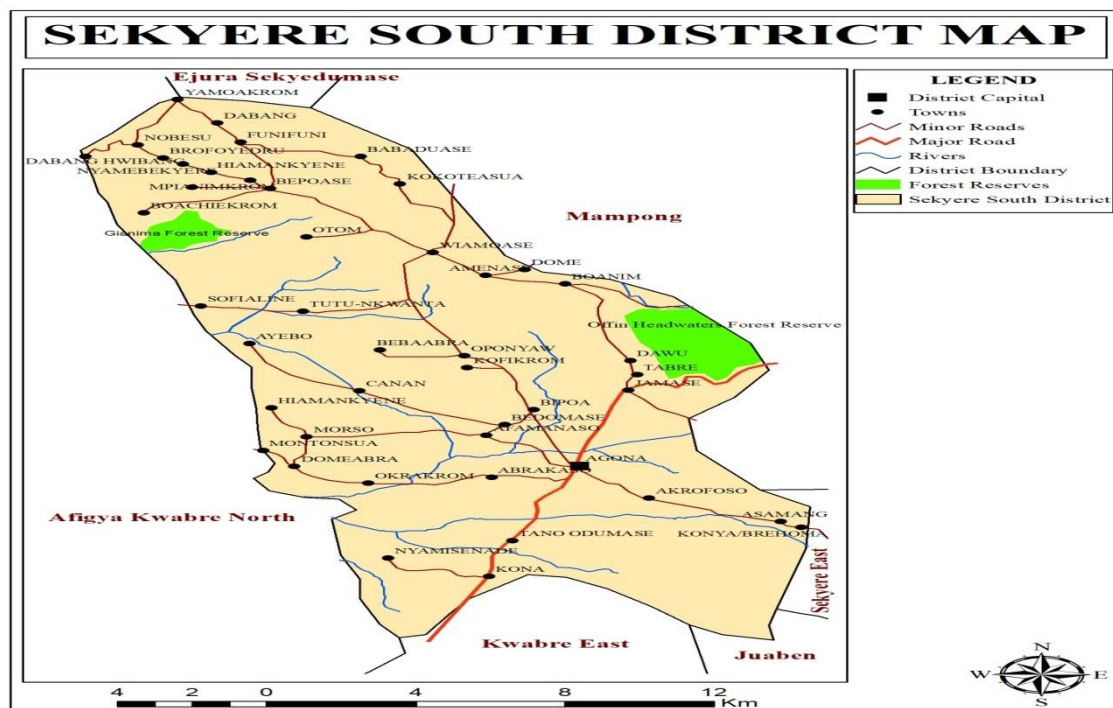 SEKYERE SOUTH DISTRICT MAP
Ejura Sekyedumase
YAMOAKROM
DABANG
FUNIFUNI
NOBESU
BROFOYEDRU
BABADUASE
DABANG HWIBANG
HIAMANKYENE
NYAMEBEKYERE
KOKOTEASUA
MPIANIMKROM
BEPOASE
BOACHIEKROM
Mampong
Gianima Forest Reserve
OTOM
WIAMOASE
DOME
AMENASE
BOANIM
SOFIALINE
TUTU-NKWANTA
Offin Headwaters Forest Reserve
AYEBO
BEBAABRA
OPONYAW
KOFIKROM
DAWU
TABRE
CANAN
JAMASE
HIAMANKYENE
BIPOA
BEDOMASE
MORSO
AFAMANASO
MONTONSUA
DOMEABRA
AGONA
OKRAKROM
AKROFOSO
Afigya Kwabre North
ASAMANG
TANO ODUMASE
KONYA/BREHOMA
NYAMISENADE
KONA
Sekyere East
Kwabre East
Juaben
LEGEND
District Capital
Towns
Minor Roads
Major Road
Rivers
District Boundary
Forest Reserves
Sekyere South District
N
W E
S
4 2 0 4 8 12
Km